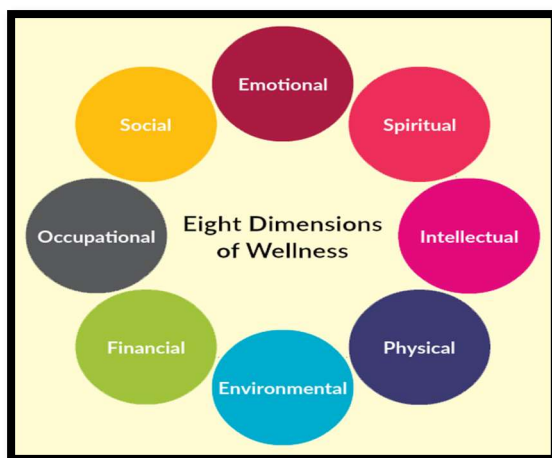 Emotional
Social
Spiritual
Occupational
Eight Dimensions
of Wellness
Intellectual
Financial
Physical
Environmental